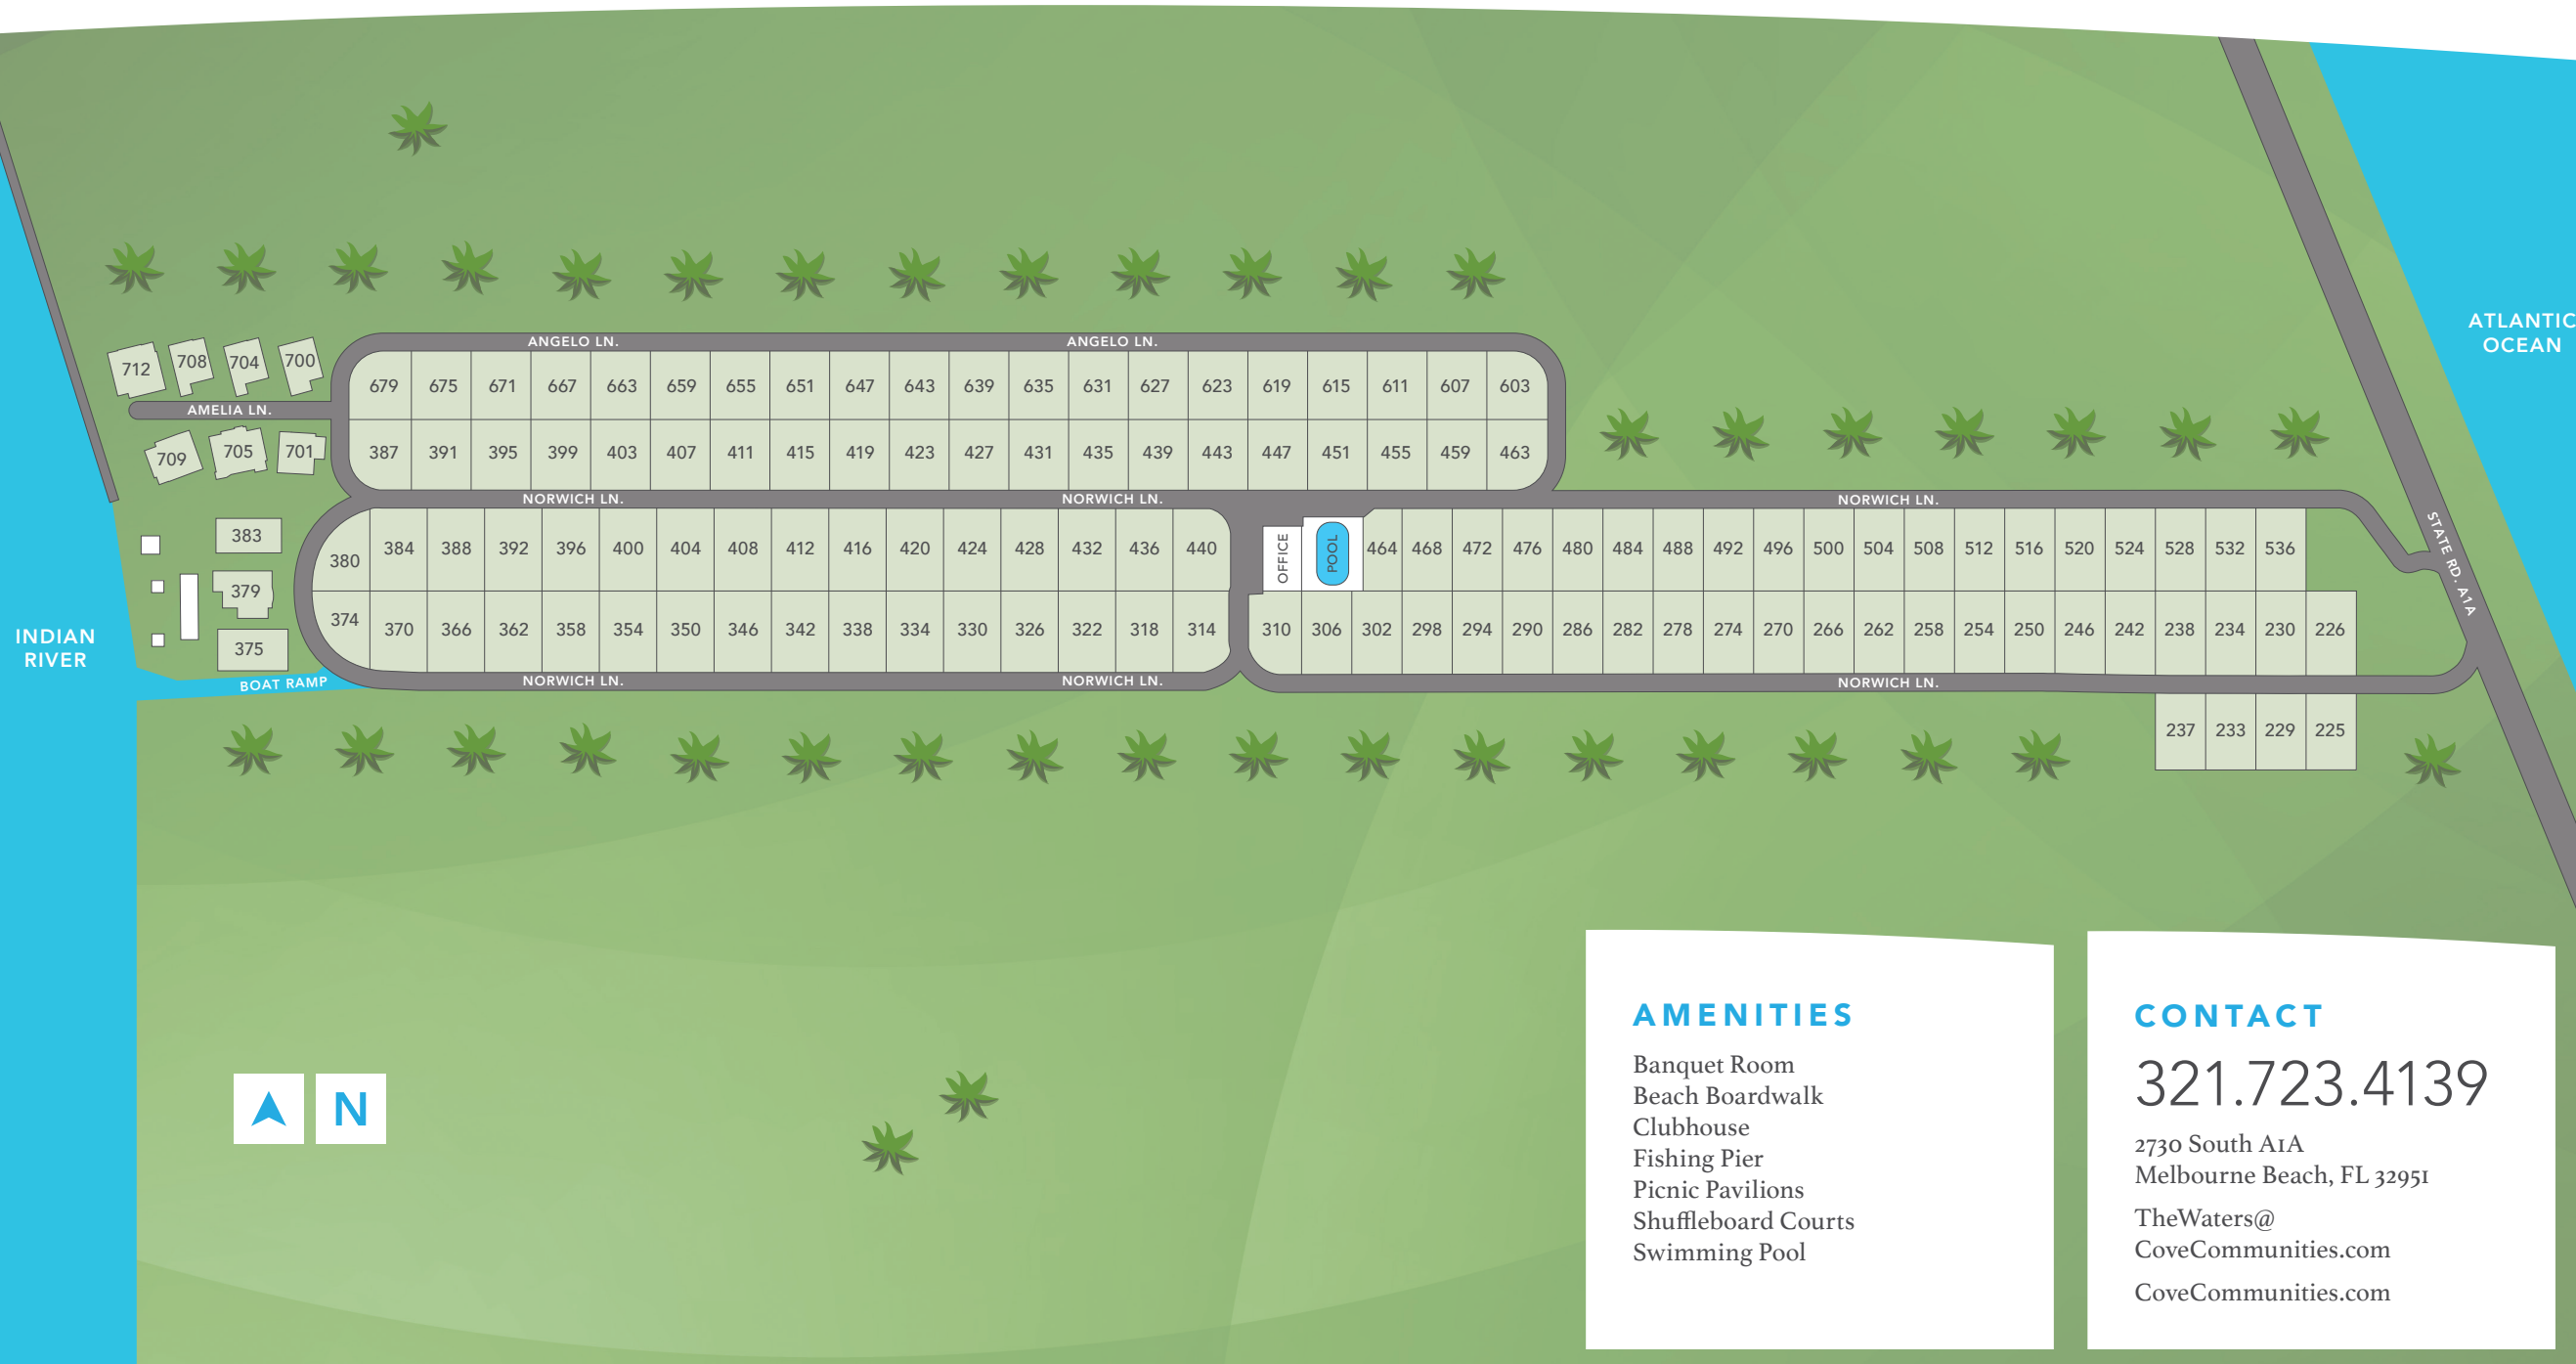 ATLANTIC
OCEAN
ANGELO LN. ANGELO LN.
712 708 704 700
679 675 671 667 663 659 655 651 647 643 639 635 631 627 623 619 615 611 607 603
AMELIA LN.
709 705 701
387 391 395 399 403 407 411 415 419 423 427 431 435 439 443 447 451 455 459 463
NORWICH LN. NORWICH LN. NORWICH LN.
STATE RD. A1A
383
380 384 388 392 396 400 404 408 412 416 420 424 428 432 436 440 OFFICE POOL 464 468 472 476 480 484 488 492 496 500 504 508 512 516 520 524 528 532 536
379
374 370 366 362 358 354 350 346 342 338 334 330 326 322 318 314 310 306 302 298 294 290 286 282 278 274 270 266 262 258 254 250 246 242 238 234 230 226
375
INDIAN
RIVER
BOAT RAMP
NORWICH LN. NORWICH LN. NORWICH LN.
237 233 229 225
N
AMENITIES
Banquet Room
Beach Boardwalk
Clubhouse
Fishing Pier
Picnic Pavilions
Shuffleboard Courts
Swimming Pool
CONTACT
321.723.4139
2730 South A1A
Melbourne Beach, FL 32951
TheWaters@
CoveCommunities.com
CoveCommunities.com